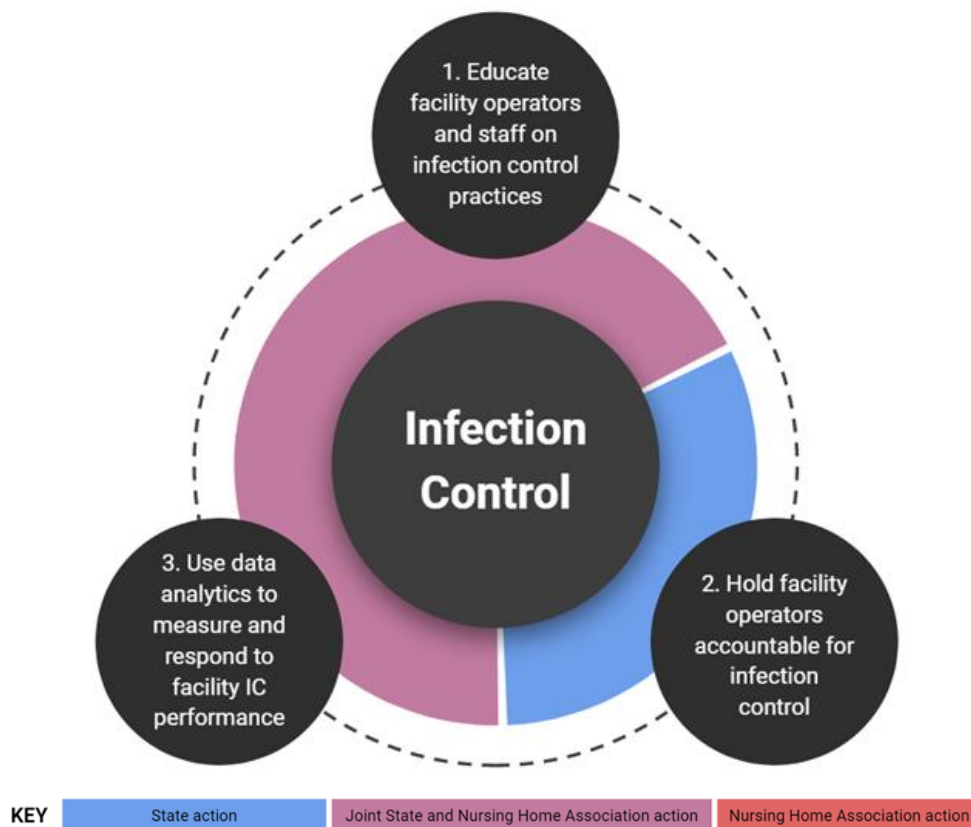 1. Educate
facility operators
and staff on
infection control
practices
Infection
Control
3. Use data
analytics to
measure and
respond to
facility IC
performance
2. Hold facility
operators
accountable for
infection
control
KEY State action Joint State and Nursing Home Association action Nursing Home Association action